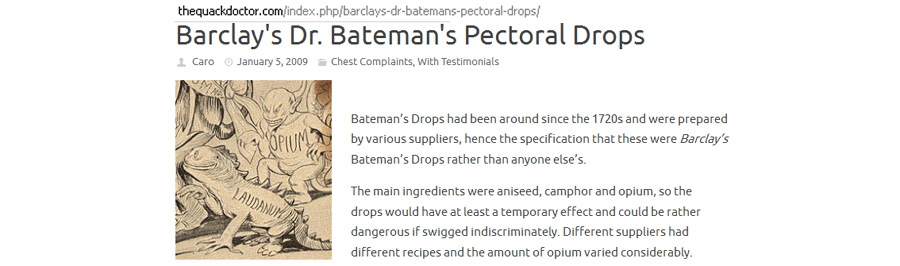 thequackdoctor.com/index.php/barclays-dr-batemans-pectoral-drops/
Barclay's Dr. Bateman's Pectoral Drops
Caro January 5, 2009 Chest Complaints, With Testimonials
OPIUM
LAUDANUM
Bateman’s Drops had been around since the 1720s and were prepared
by various suppliers, hence the specification that these were Barclay’s
Bateman’s Drops rather than anyone else’s.
The main ingredients were aniseed, camphor and opium, so the
drops would have at least a temporary effect and could be rather
dangerous if swigged indiscriminately. Different suppliers had
different recipes and the amount of opium varied considerably.